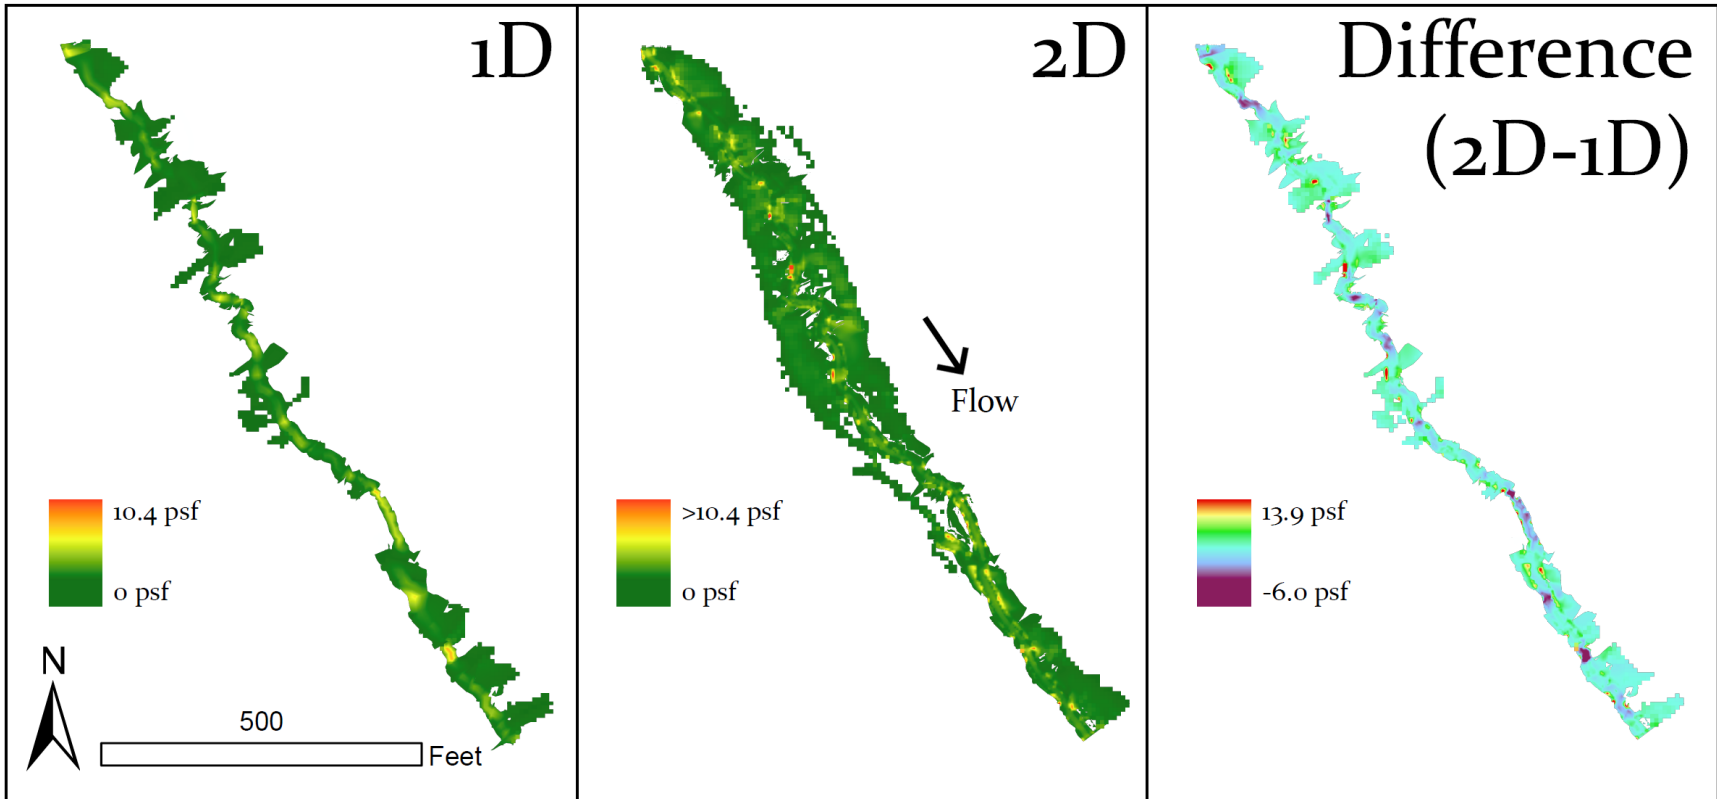 1D
10.4 psf
0 psf
N
500
Feet
2D
Flow
>10.4 psf
0 psf
Difference
(2D-1D)
13.9 psf
-6.0 psf